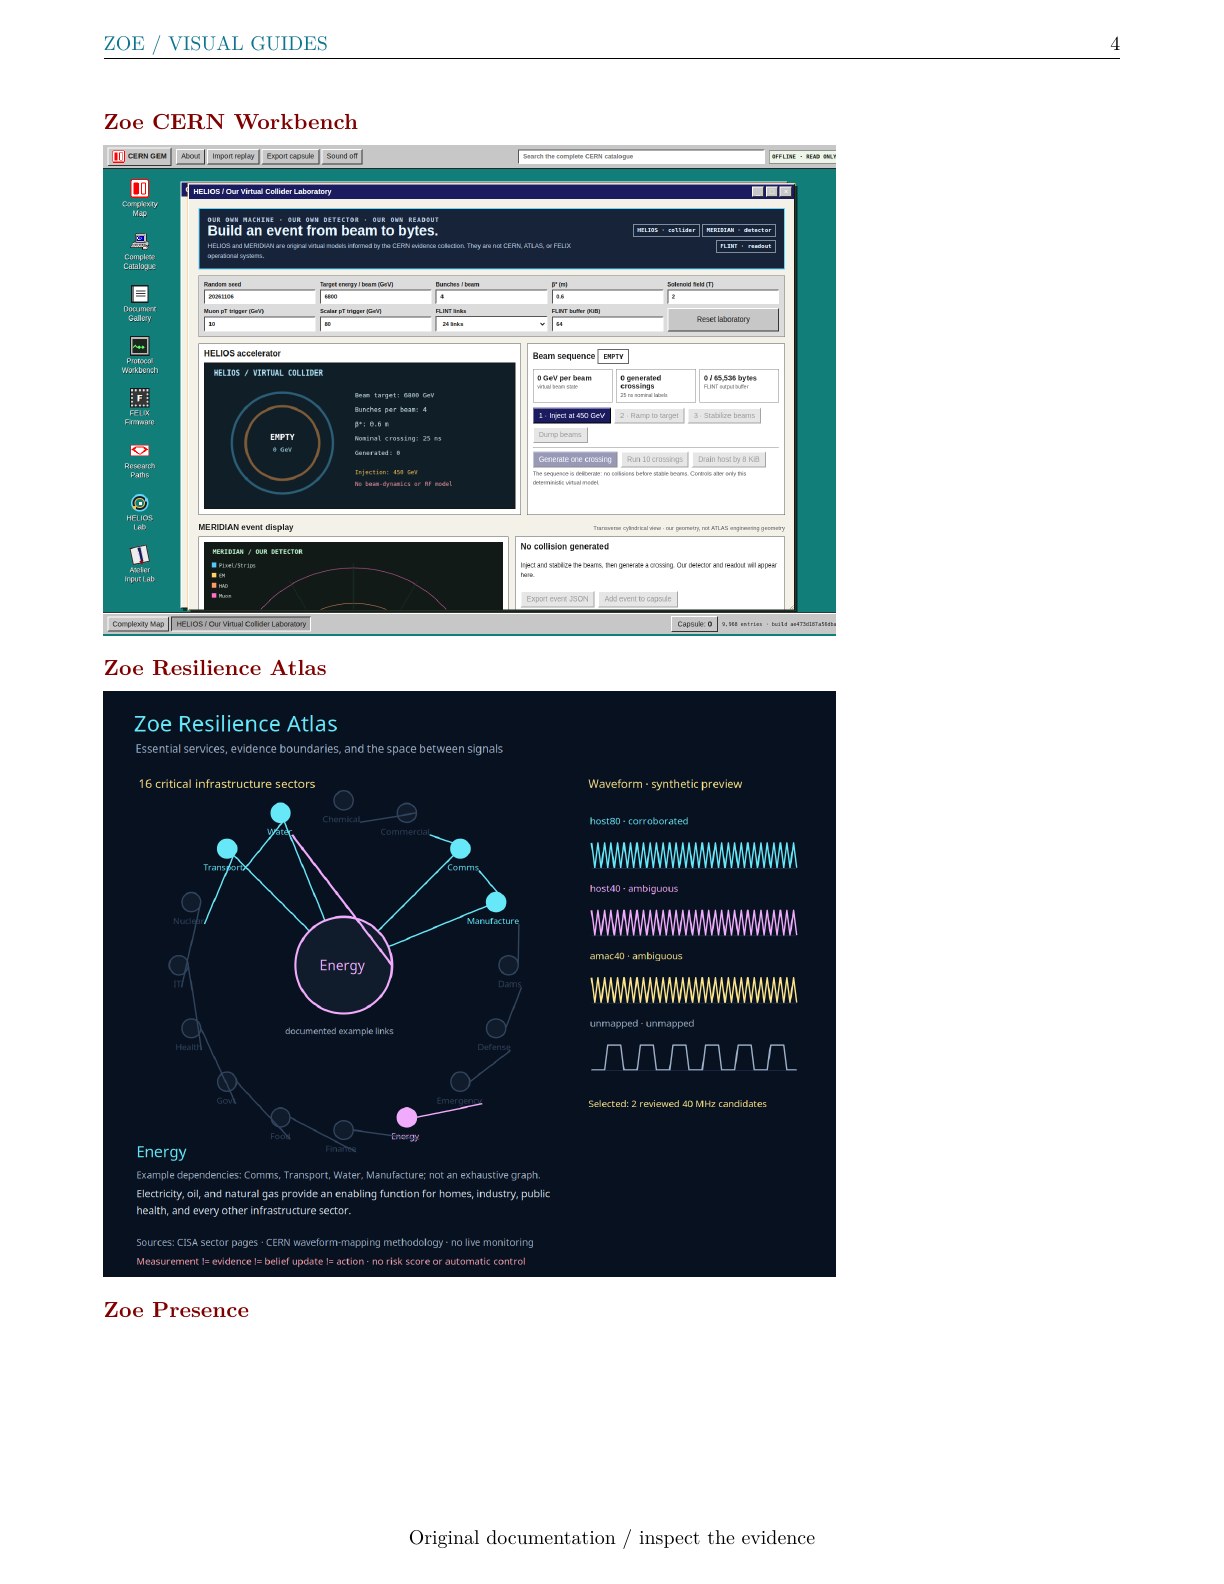 ZOE / VISUAL GUIDES 4
Zoe CERN Workbench
CERN GEM About Import replay Export capsule Sound off Search the complete CERN catalogue OFFLINE · READ ONLY
Complexity Map
Complete Catalogue
Document Gallery
Protocol Workbench
FELIX Firmware
Research Paths
HELIOS Lab
Atelier Input Lab
HELIOS / Our Virtual Collider Laboratory
OUR OWN MACHINE · OUR OWN DETECTOR · OUR OWN READOUT
Build an event from beam to bytes.
HELIOS and MERIDIAN are original virtual models informed by the CERN evidence collection. They are not CERN, ATLAS, or FELIX
operational systems.
HELIOS · collider MERIDIAN · detector
FLINT · readout
Random seed Target energy / beam (GeV) Bunches / beam β* (m) Solenoid field (T)
20261106 6800 4 0.6 2
Muon pT trigger (GeV) Scalar pT trigger (GeV) FLINT links FLINT buffer (KiB)
10 80 24 links 64 Reset laboratory
HELIOS accelerator
HELIOS / VIRTUAL COLLIDER
EMPTY
0 GeV
Beam target: 6800 GeV
Bunches per beam: 4
β*: 0.6 m
Nominal crossing: 25 ns
Generated: 0
Injection: 450 GeV
No beam-dynamics or RF model
Beam sequence EMPTY
0 GeV per beam
virtual beam state
0 generated
crossings
25 ns nominal labels
0 / 65,536 bytes
FLINT output buffer
1 · Inject at 450 GeV 2 · Ramp to target 3 · Stabilize beams
Dump beams
Generate one crossing Run 10 crossings Drain host by 8 KiB
The sequence is deliberate: no collisions before stable beams. Controls alter only this
deterministic virtual model.
MERIDIAN event display Transverse cylindrical view · our geometry, not ATLAS engineering geometry
MERIDIAN / OUR DETECTOR
Pixel/Strips
EM
HAD
Muon
No collision generated
Inject and stabilize the beams, then generate a crossing. Our detector and readout will appear
here.
Export event JSON Add event to capsule
Complexity Map HELIOS / Our Virtual Collider Laboratory Capsule: 0 9,968 entries · build
Zoe Resilience Atlas
Zoe Resilience Atlas
Essential services, evidence boundaries, and the space between signals
16 critical infrastructure sectors
Chemical
Water
Commercial
Transport
Comms
Nuclear
Manufacture
IT
Energy
Dams
documented example links
Health
Defense
Govt
Emergency
Food
Energy
Finance
Waveform · synthetic preview
host80 · corroborated
host40 · ambiguous
amac40 · ambiguous
unmapped · unmapped
Selected: 2 reviewed 40 MHz candidates
Energy
Example dependencies: Comms, Transport, Water, Manufacture; not an exhaustive graph.
Electricity, oil, and natural gas provide an enabling function for homes, industry, public
health, and every other infrastructure sector.
Sources: CISA sector pages · CERN waveform-mapping methodology · no live monitoring
Measurement != evidence != belief update != action · no risk score or automatic control
Zoe Presence
Original documentation / inspect the evidence